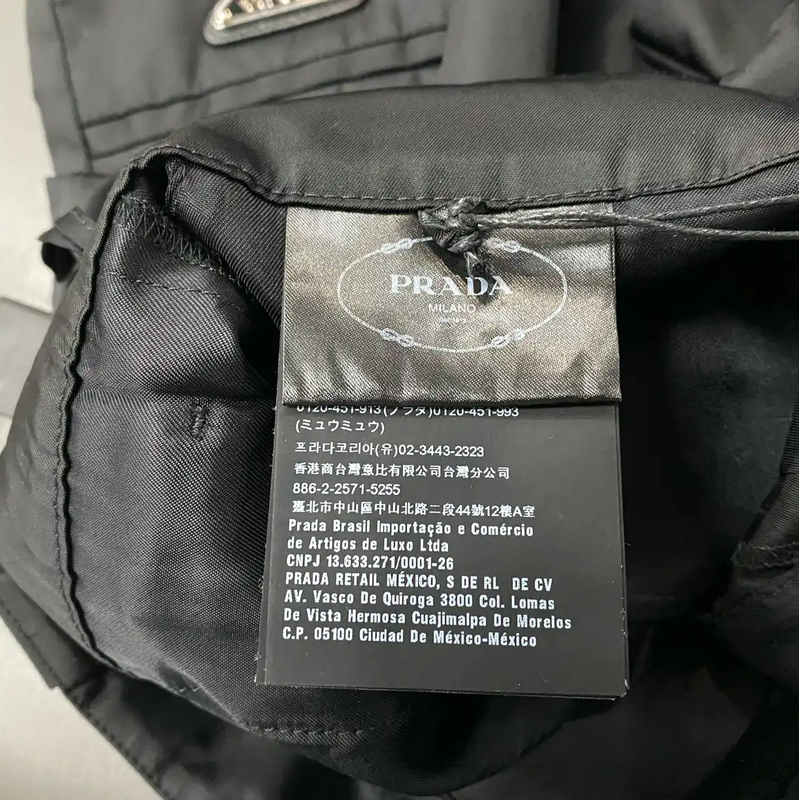 PRADA
MILANO
0120-451-913(プラダ)0120-451-993
(ミュウミュウ)
프라다코리아(유)02-3443-2323
香港商台灣意比有限公司台灣分公司
886-2-2571-5255
臺北市中山區中山北路二段44號12樓A室
Prada Brasil Importação e Comércio
de Artigos de Luxo Ltda
CNPJ 13.633.271/0001-26
PRADA RETAIL MÉXICO, S DE RL DE CV
AV. Vasco De Quiroga 3800 Col. Lomas
De Vista Hermosa Cuajimalpa De Morelos
C.P. 05100 Ciudad De México-México